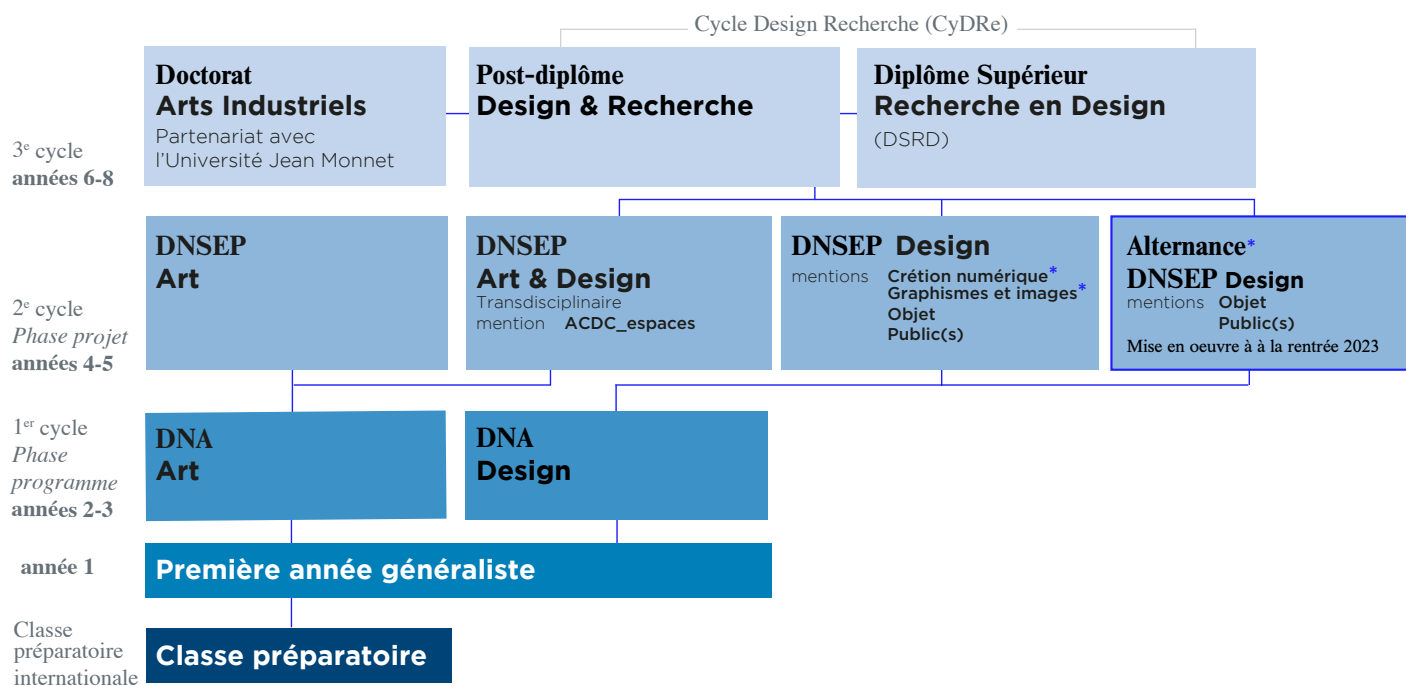 Cycle Design Recherche (CyDRe)
Doctorat
Arts Industriels
Partenariat avec
l’Université Jean Monnet
Post-diplôme
Design & Recherche
Diplôme Supérieur
Recherche en Design
(DSRD)
3e cycle
années 6-8
DNSEP
Art
DNSEP
Art & Design
Transdisciplinaire
mention ACDC_espaces
DNSEP Design
mentions Crétion numérique*
Graphismes et images*
Objet
Public(s)
Alternance*
DNSEP Design
mentions Objet
Public(s)
Mise en oeuvre à à la rentrée 2023
2e cycle
Phase projet
années 4-5
1er cycle
Phase
programme
années 2-3
DNA
Art
DNA
Design
année 1
Première année généraliste
Classe
préparatoire
internationale
Classe préparatoire